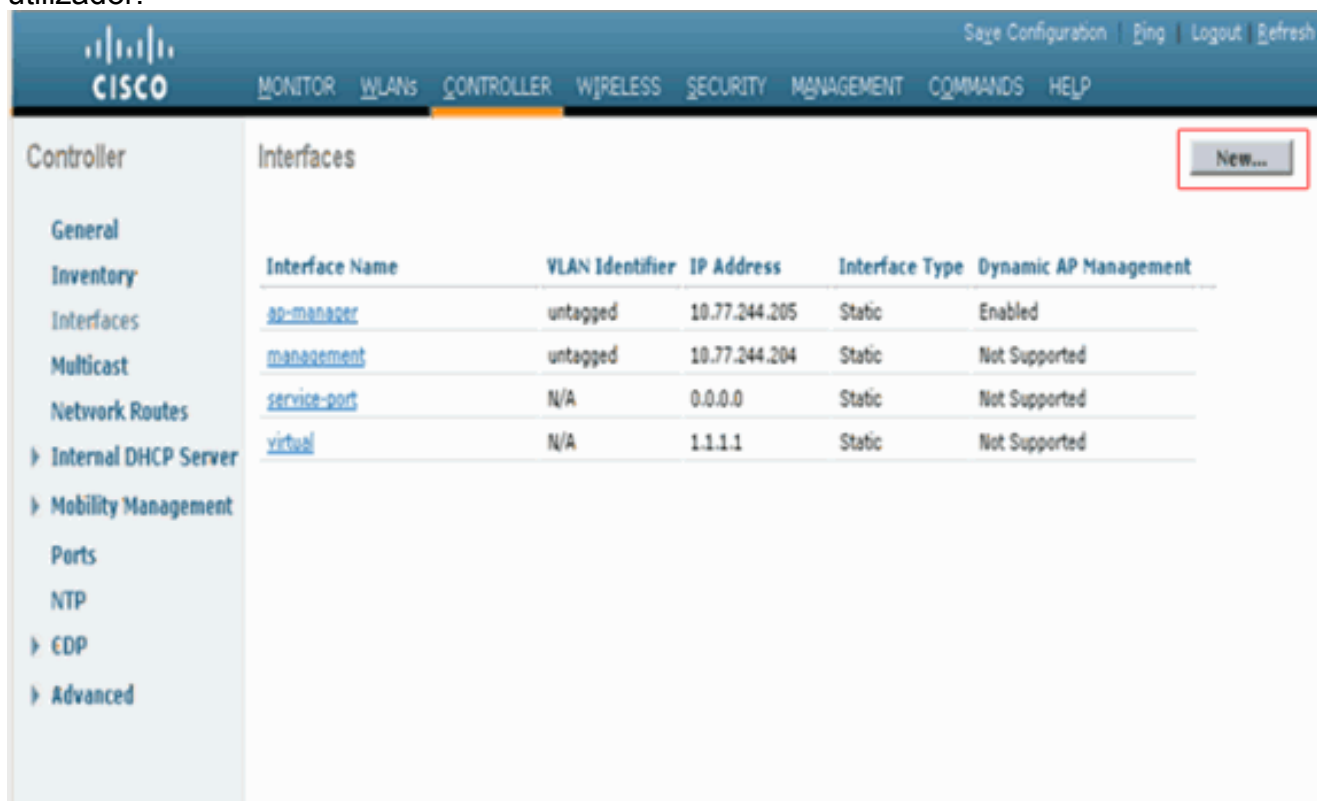 utilizador.
Save Configuration | Ping | Logout | Refresh
CISCO
MONITOR WLANs CONTROLLER WIRELESS SECURITY MANAGEMENT COMMANDS HELP
Controller
General
Inventory
Interfaces
Multicast
Network Routes
Internal DHCP Server
Mobility Management
Ports
NTP
CDP
Advanced
Interfaces
New...
Interface Name VLAN Identifier IP Address Interface Type Dynamic AP Management
ap-manager untagged 10.77.244.205 Static Enabled
management untagged 10.77.244.204 Static Not Supported
service-port N/A 0.0.0.0 Static Not Supported
virtual N/A 1.1.1.1 Static Not Supported